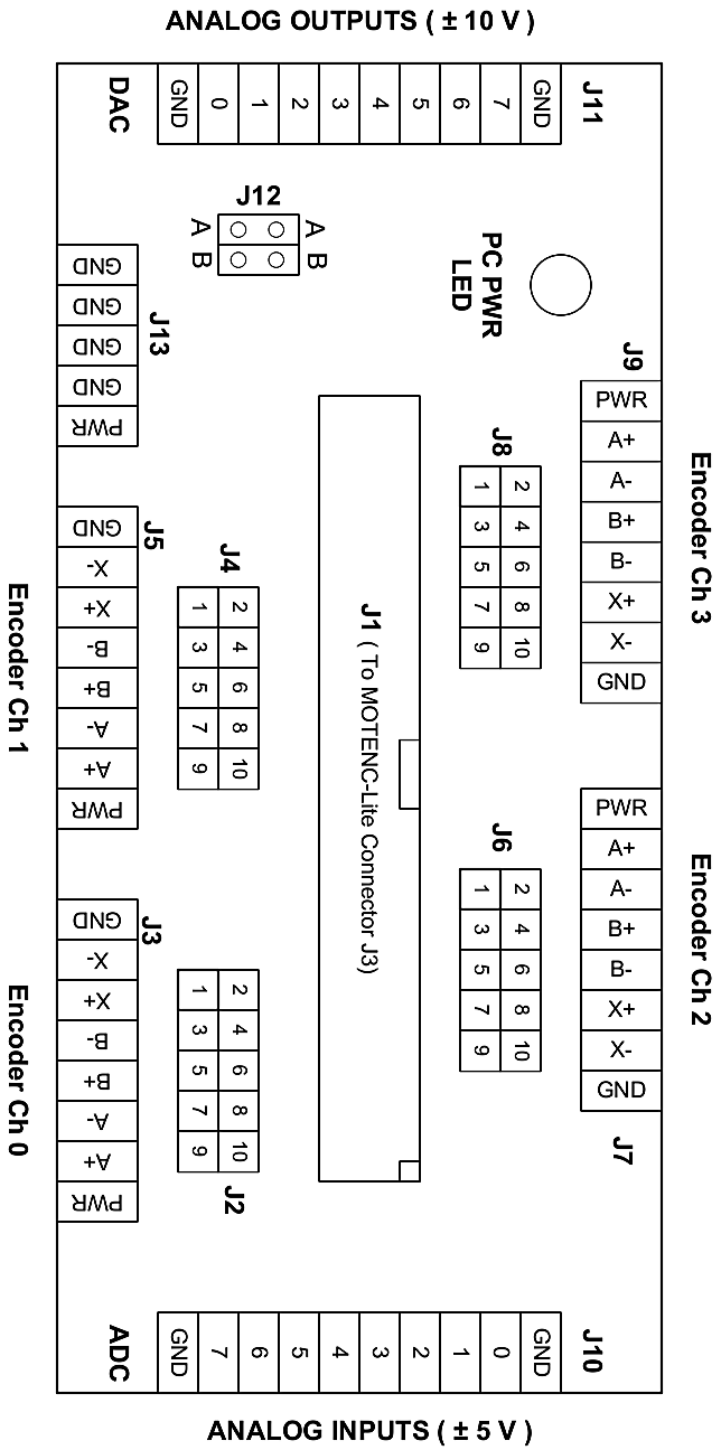 ANALOG OUTPUTS ( ± 10 V )
DAC
GND 0 1 2 3 4 5 6 7 GND
J11
J12
A A
B B
PC PWR
LED
J13
GND
GND
GND
GND
PWR
J9
PWR
A+
A-
B+
B-
X+
X-
GND
Encoder Ch 3
J8
1 2
3 4
5 6
7 8
9 10
J5
GND
X-
X+
B-
B+
A-
A+
PWR
Encoder Ch 1
J4
1 2
3 4
5 6
7 8
9 10
J1 ( To MOTENC-Lite Connector J3)
PWR
A+
A-
B+
B-
X+
X-
GND
J7
Encoder Ch 2
J6
1 2
3 4
5 6
7 8
9 10
J3
GND
X-
X+
B-
B+
A-
A+
PWR
Encoder Ch 0
1 2
3 4
5 6
7 8
9 10
J2
ADC
GND 7 6 5 4 3 2 1 0 GND
J10
ANALOG INPUTS ( ± 5 V )